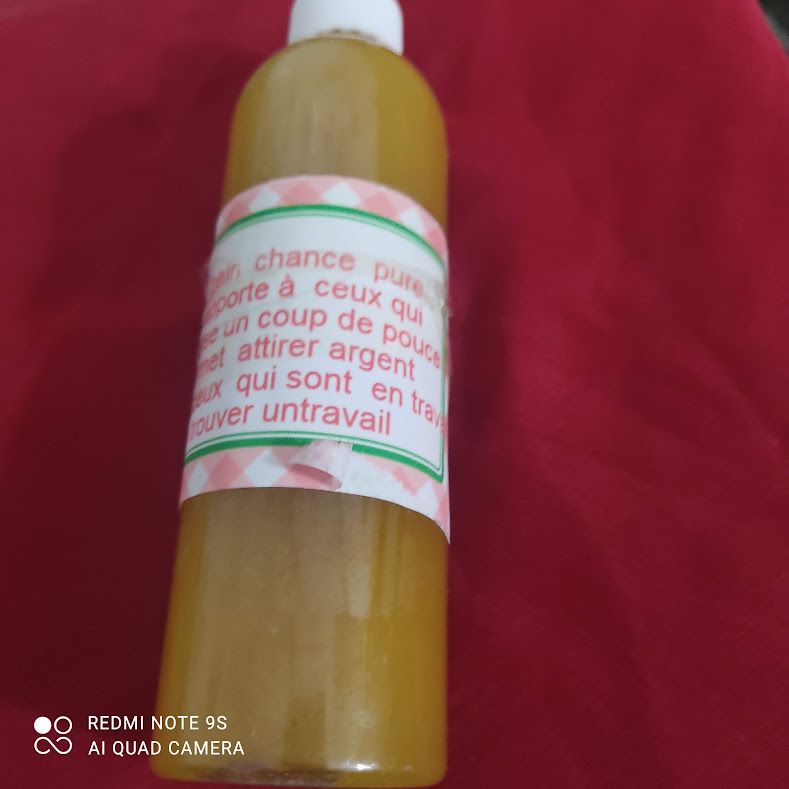 chance pure
à ceux qui
un coup de pouce
attirer argent
qui sont en
untravail
REDMI NOTE 9S
AI QUAD CAMERA